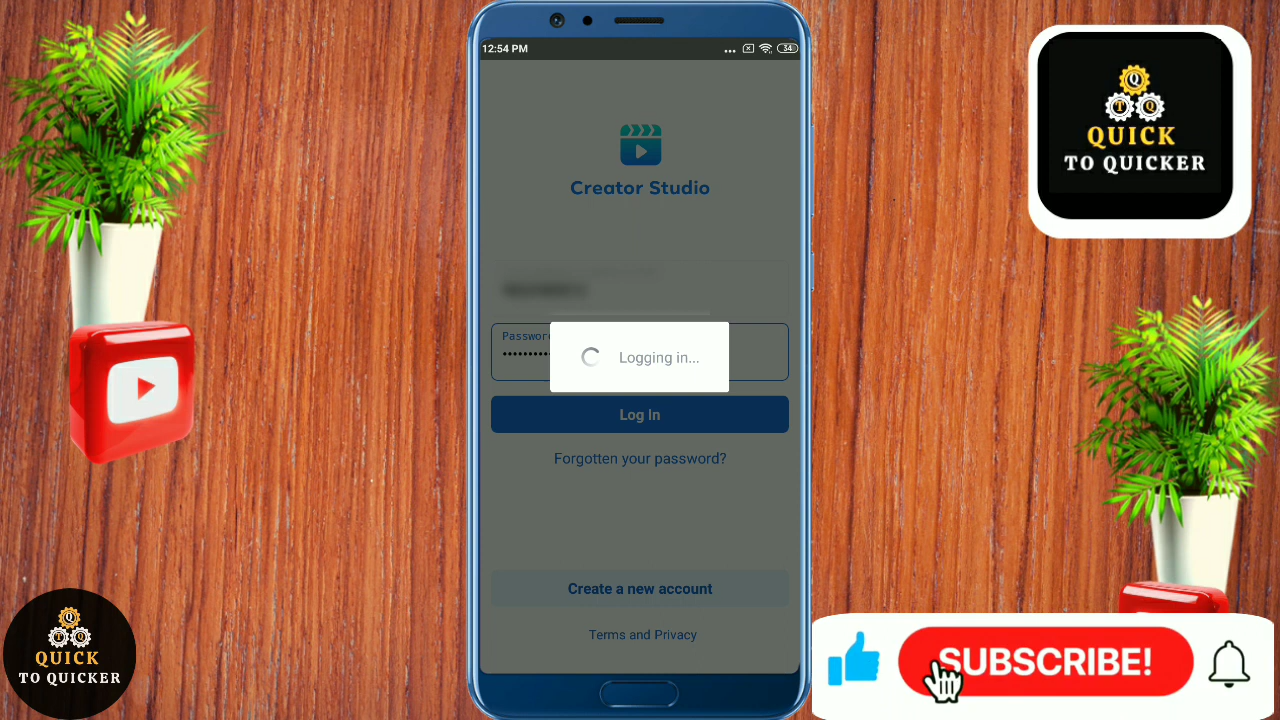 12:54 PM
34
Creator Studio
Password
Logging in...
Log In
Forgotten your password?
Create a new account
Terms and Privacy
Q
T Q
QUICK
TO QUICKER
Q
T Q
QUICK
TO QUICKER
SUBSCRIBE!